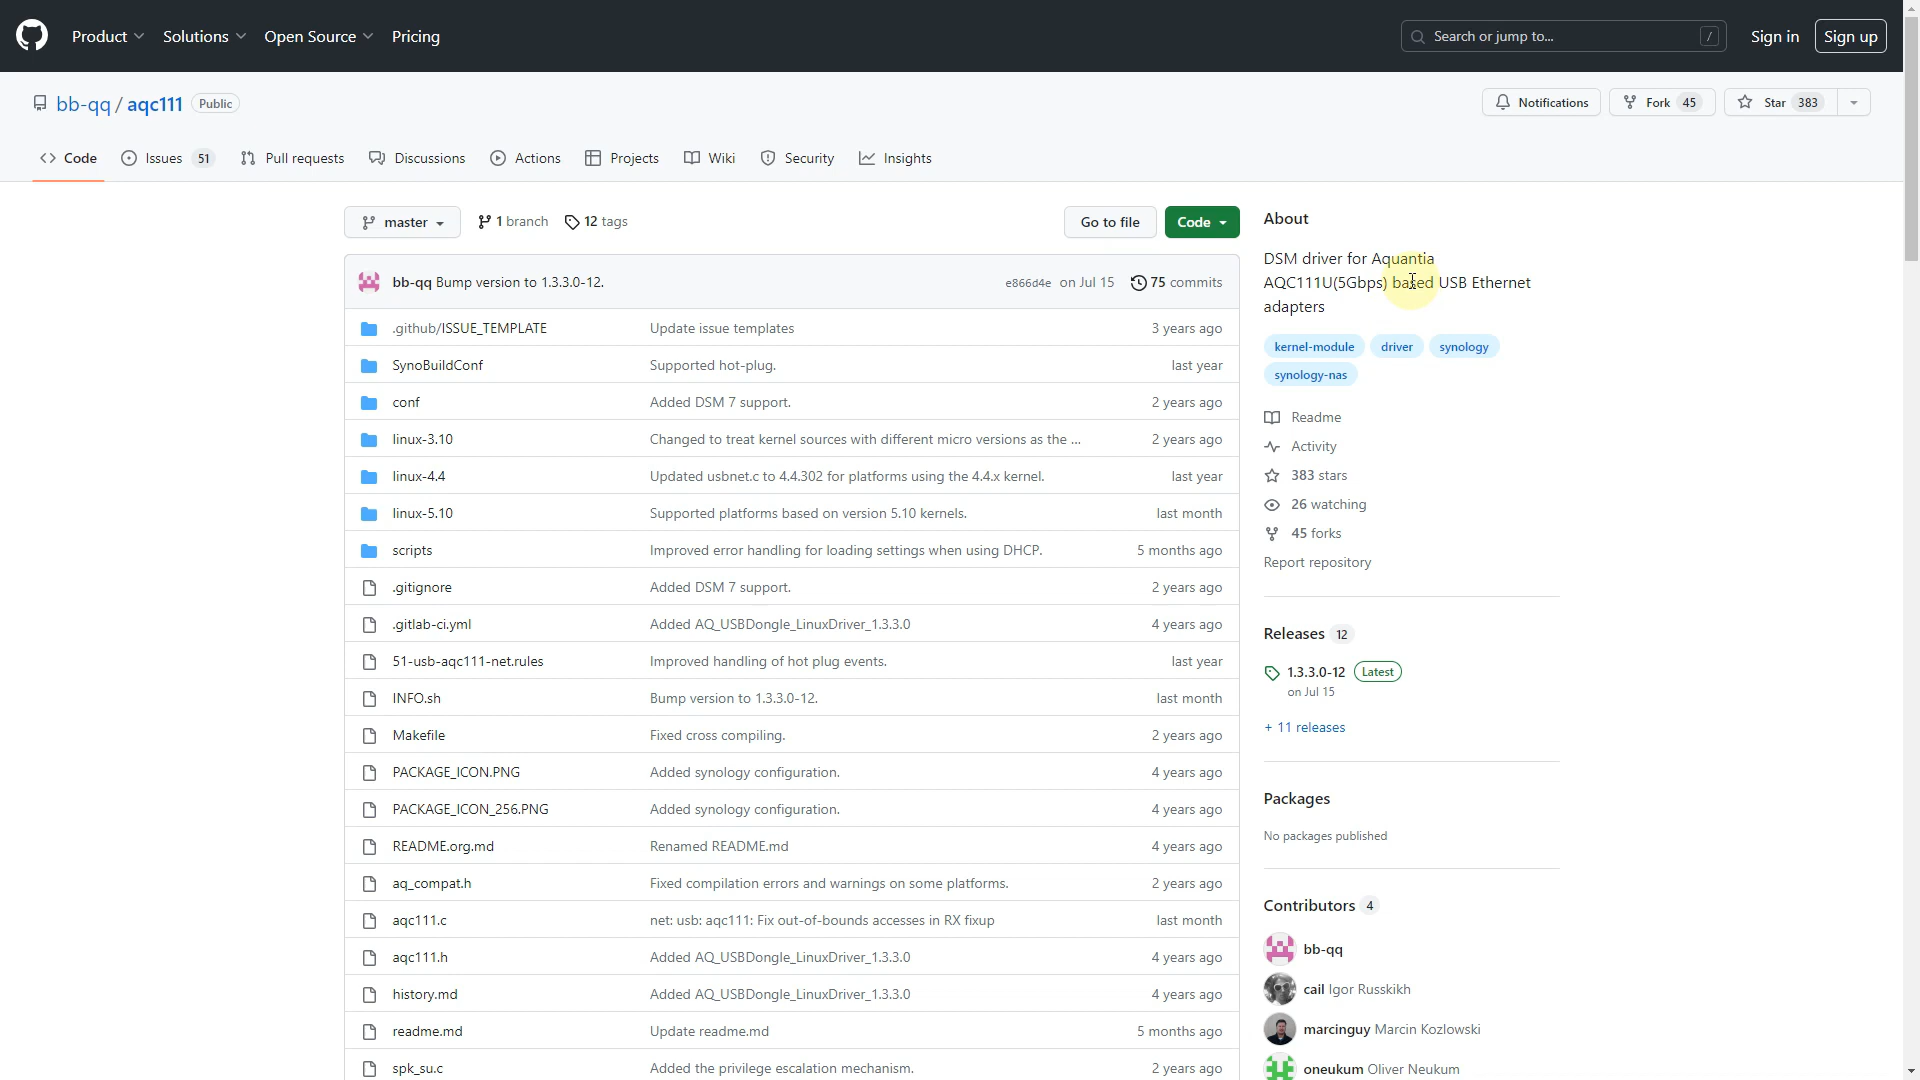 Product Solutions Open Source Pricing Search or jump to... / Sign in Sign up
bb-qq / aqc111 Public Notifications Fork 45 Star 383
Code Issues 51 Pull requests Discussions Actions Projects Wiki Security Insights
master 1 branch 12 tags Go to file Code
bb-qq Bump version to 1.3.3.0-12. e866d4e on Jul 15 75 commits
.github/ISSUE_TEMPLATE Update issue templates 3 years ago
SynoBuildConf Supported hot-plug. last year
conf Added DSM 7 support. 2 years ago
linux-3.10 Changed to treat kernel sources with different micro versions as the ... 2 years ago
linux-4.4 Updated usbnet.c to 4.4.302 for platforms using the 4.4.x kernel. last year
linux-5.10 Supported platforms based on version 5.10 kernels. last month
scripts Improved error handling for loading settings when using DHCP. 5 months ago
.gitignore Added DSM 7 support. 2 years ago
.gitlab-ci.yml Added AQ_USBDongle_LinuxDriver_1.3.3.0 4 years ago
51-usb-aqc111-net.rules Improved handling of hot plug events. last year
INFO.sh Bump version to 1.3.3.0-12. last month
Makefile Fixed cross compiling. 2 years ago
PACKAGE_ICON.PNG Added synology configuration. 4 years ago
PACKAGE_ICON_256.PNG Added synology configuration. 4 years ago
README.org.md Renamed README.md 4 years ago
aq_compat.h Fixed compilation errors and warnings on some platforms. 2 years ago
aqc111.c net: usb: aqc111: Fix out-of-bounds accesses in RX fixup last month
aqc111.h Added AQ_USBDongle_LinuxDriver_1.3.3.0 4 years ago
history.md Added AQ_USBDongle_LinuxDriver_1.3.3.0 4 years ago
readme.md Update readme.md 5 months ago
spk_su.c Added the privilege escalation mechanism. 2 years ago
About
DSM driver for Aquantia
AQC111U(5Gbps) based USB Ethernet
adapters
kernel-module driver synology
synology-nas
Readme
Activity
383 stars
26 watching
45 forks
Report repository
Releases 12
1.3.3.0-12 Latest
on Jul 15
+ 11 releases
Packages
No packages published
Contributors 4
bb-qq
cail Igor Russkikh
marcinguy Marcin Kozlowski
oneukum Oliver Neukum